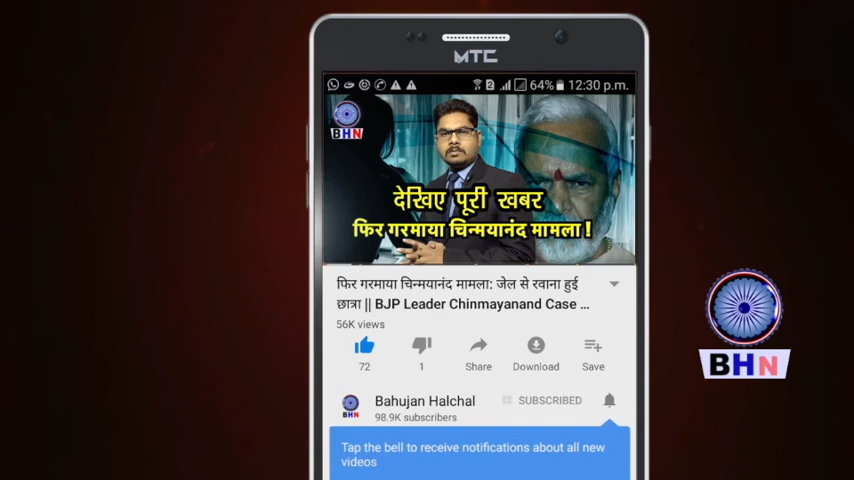 MTC
64% 12:30 p.m.
BHN
देखिए पूरी खबर
फिर गरमाया चिन्मयानंद मामला !
फिर गरमाया चिन्मयानंद मामला: जेल से रवाना हुई
छात्रा || BJP Leader Chinmayanand Case ...
56K views
72
1
Share
Download
Save
BHN
Bahujan Halchal
98.9K subscribers
SUBSCRIBED
Tap the bell to receive notifications about all new
videos
BHN